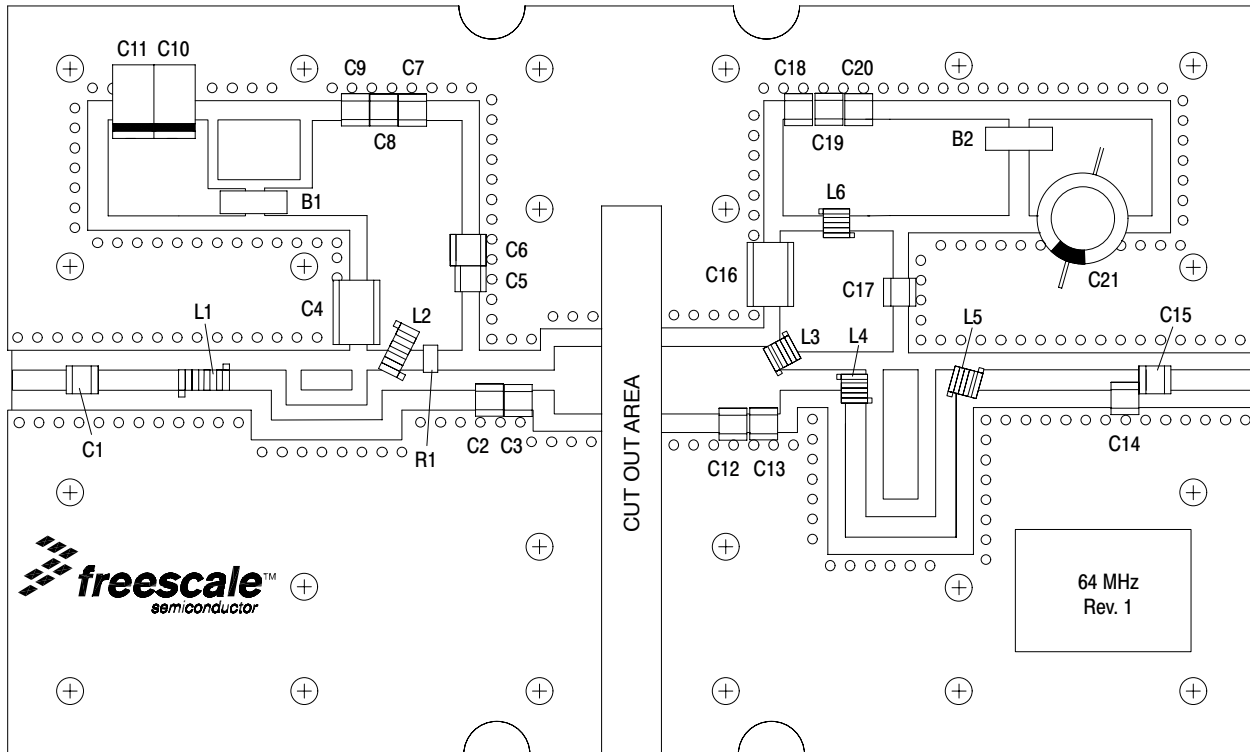 C11 C10
C9 C7
C8
B1
C6
C5
C4
L1
L2
C1
R1
C2 C3
CUT OUT AREA
C18 C20
C19
B2
L6
C16
C17
C21
L3
L4
L5
C15
C12 C13
C14
freescale™
semiconductor
64 MHz
Rev. 1